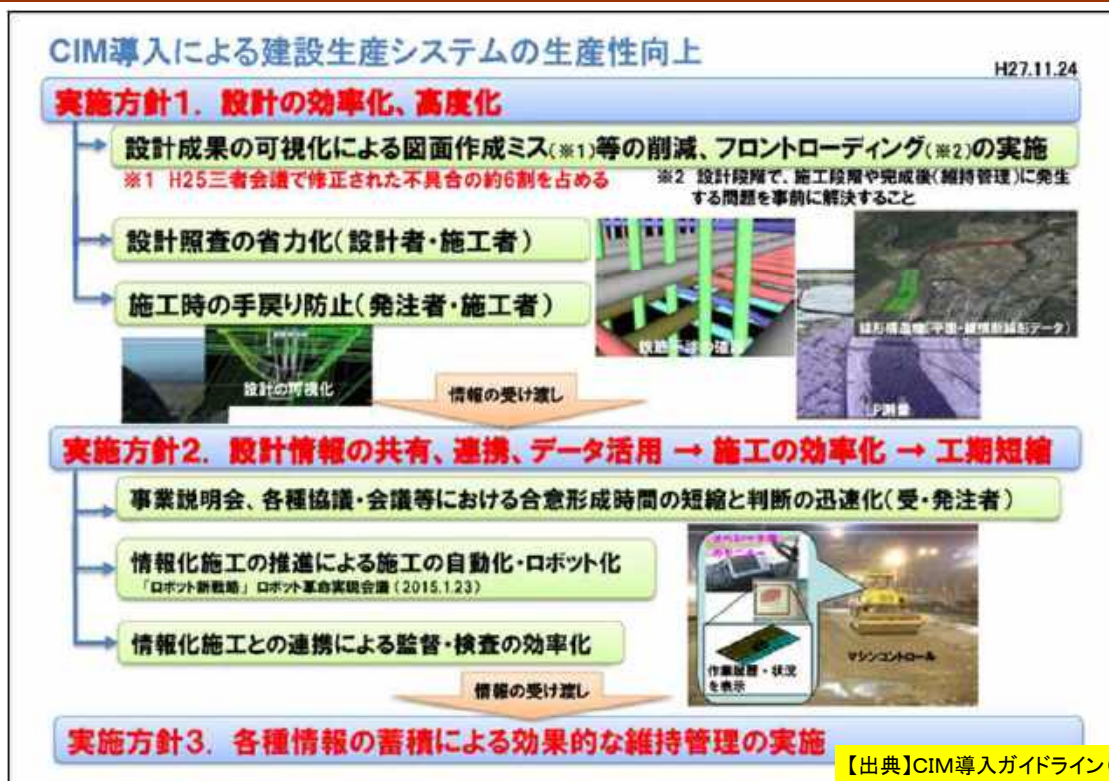 CIM導入による建設生産システムの生産性向上
H27.11.24
実施方針1. 設計の効率化、高度化
設計成果の可視化による図面作成ミス(※1)等の削減、フロントローディング(※2)の実施
※1 H25三者会議で修正された不具合の約6割を占める
※2 設計段階で、施工段階や完成後(維持管理)に発生
する問題を事前に解決すること
設計照査の省力化(設計者・施工者)
施工時の手戻り防止(発注者・施工者)
設計の可視化
情報の受け渡し
実施方針2. 設計情報の共有、連携、データ活用 → 施工の効率化 → 工期短縮
事業説明会、各種協議・会議等における合意形成時間の短縮と判断の迅速化(受・発注者)
情報化施工の推進による施工の自動化・ロボット化
「ロボット新戦略」ロボット革命実現会議(2015.1.23)
情報化施工との連携による監督・検査の効率化
作業履歴・状況
を表示
マシンコントロール
情報の受け渡し
実施方針3. 各種情報の蓄積による効果的な維持管理の実施
【出典】CIM導入ガイドライン